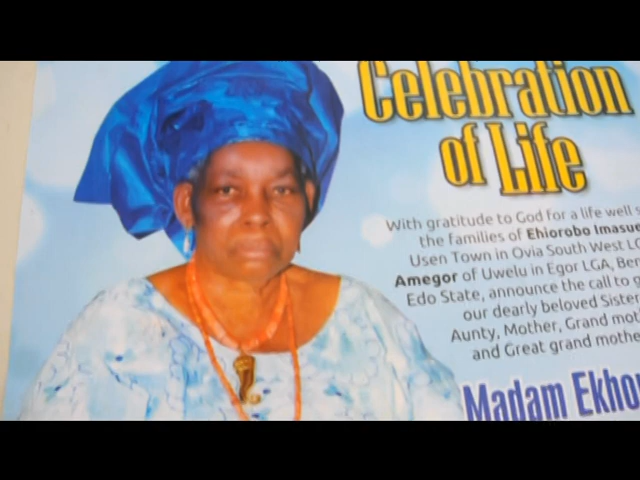 Celebration
of Life
With gratitude to God for a life well
the families of Ehiorobo Imasue
Usen Town in Ovia South West
Amegor of Uwelu in Egor LGA,
Edo State, announce the call to
our dearly beloved Sister
Aunty, Mother, Grand
and Great grand
Madam